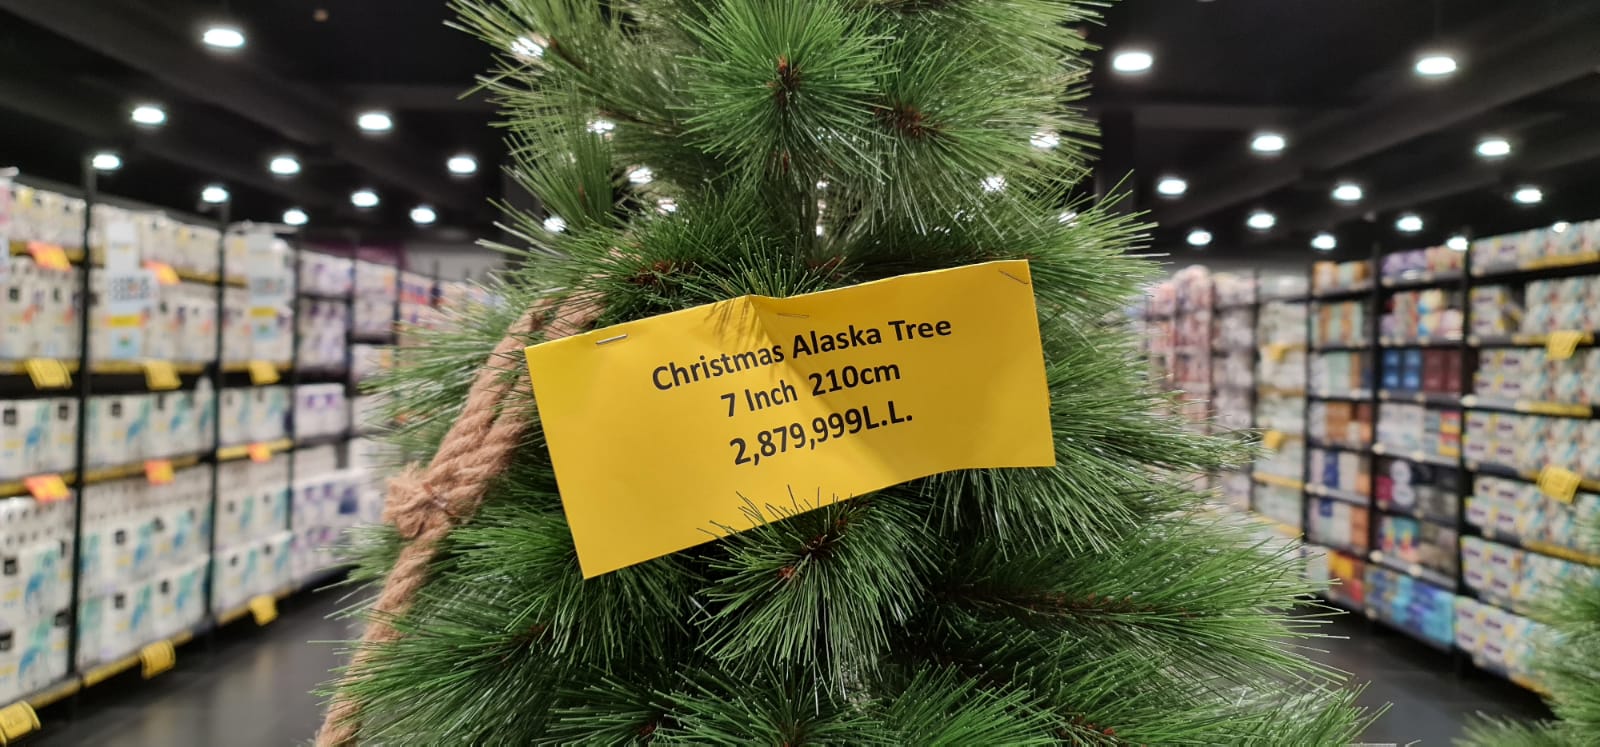 Christmas Alaska Tree
7 Inch 210cm
2,879,999L.L.